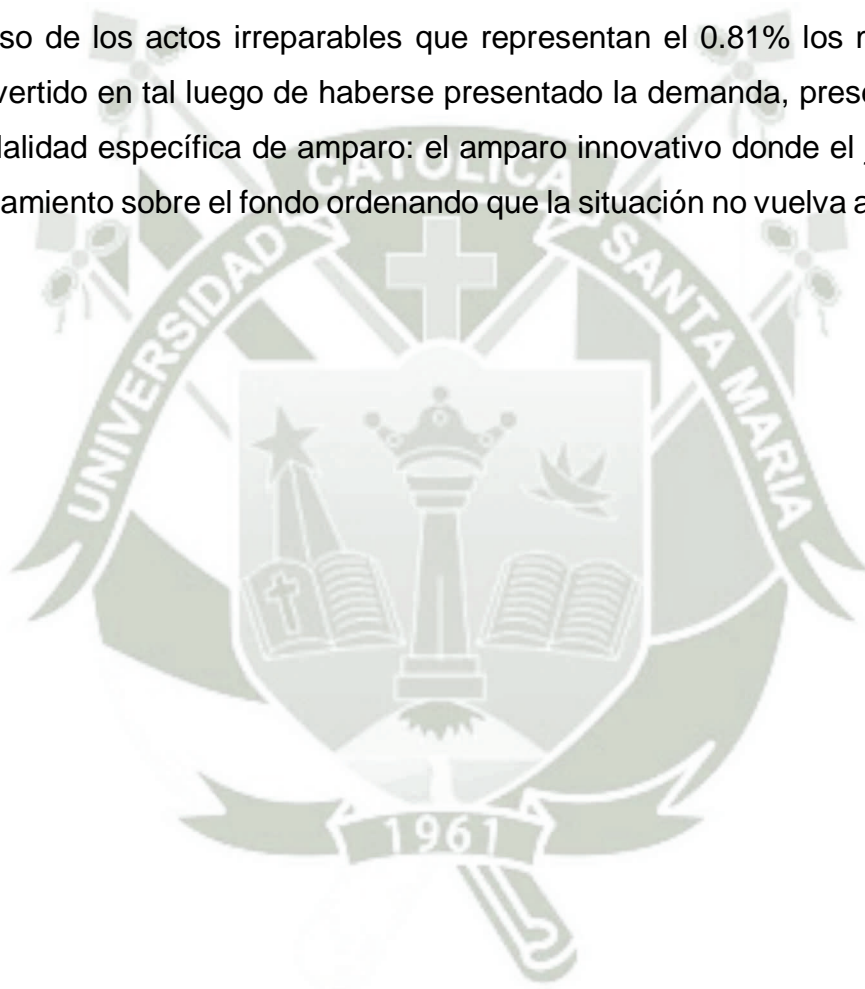 so de los actos irreparables que representan el 0.81% los
vertido en tal luego de haberse presentado la demanda,
alidad específica de amparo: el amparo innovativo donde el
amiento sobre el fondo ordenando que la situación no vuelva a
UNIVERSIDAD CATOLICA SANTA MARIA
1961